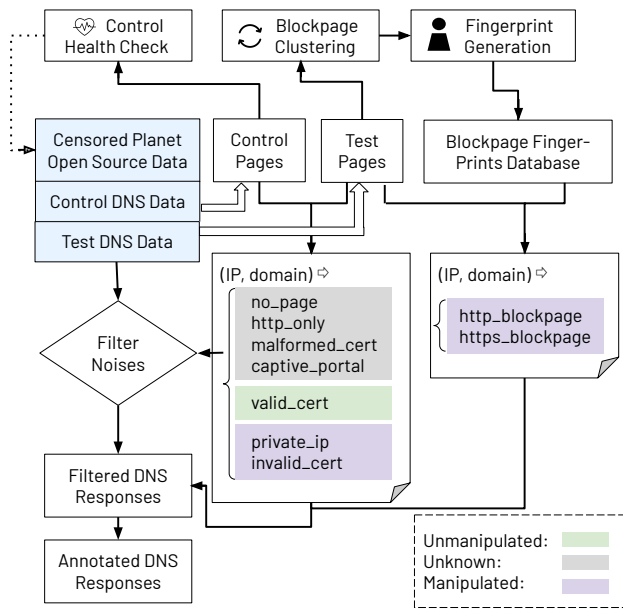 Control
Health Check
Blockpage
Clustering
Fingerprint
Generation
Censored Planet
Open Source Data
Control DNS Data
Test DNS Data
Control
Pages
Test
Pages
Blockpage Finger-
Prints Database
(IP, domain) ⇨
no_page
http_only
malformed_cert
captive_portal
valid_cert
private_ip
invalid_cert
(IP, domain) ⇨
http_blockpage
https_blockpage
Filter
Noises
Filtered DNS
Responses
Annotated DNS
Responses
Unmanipulated:
Unknown:
Manipulated: